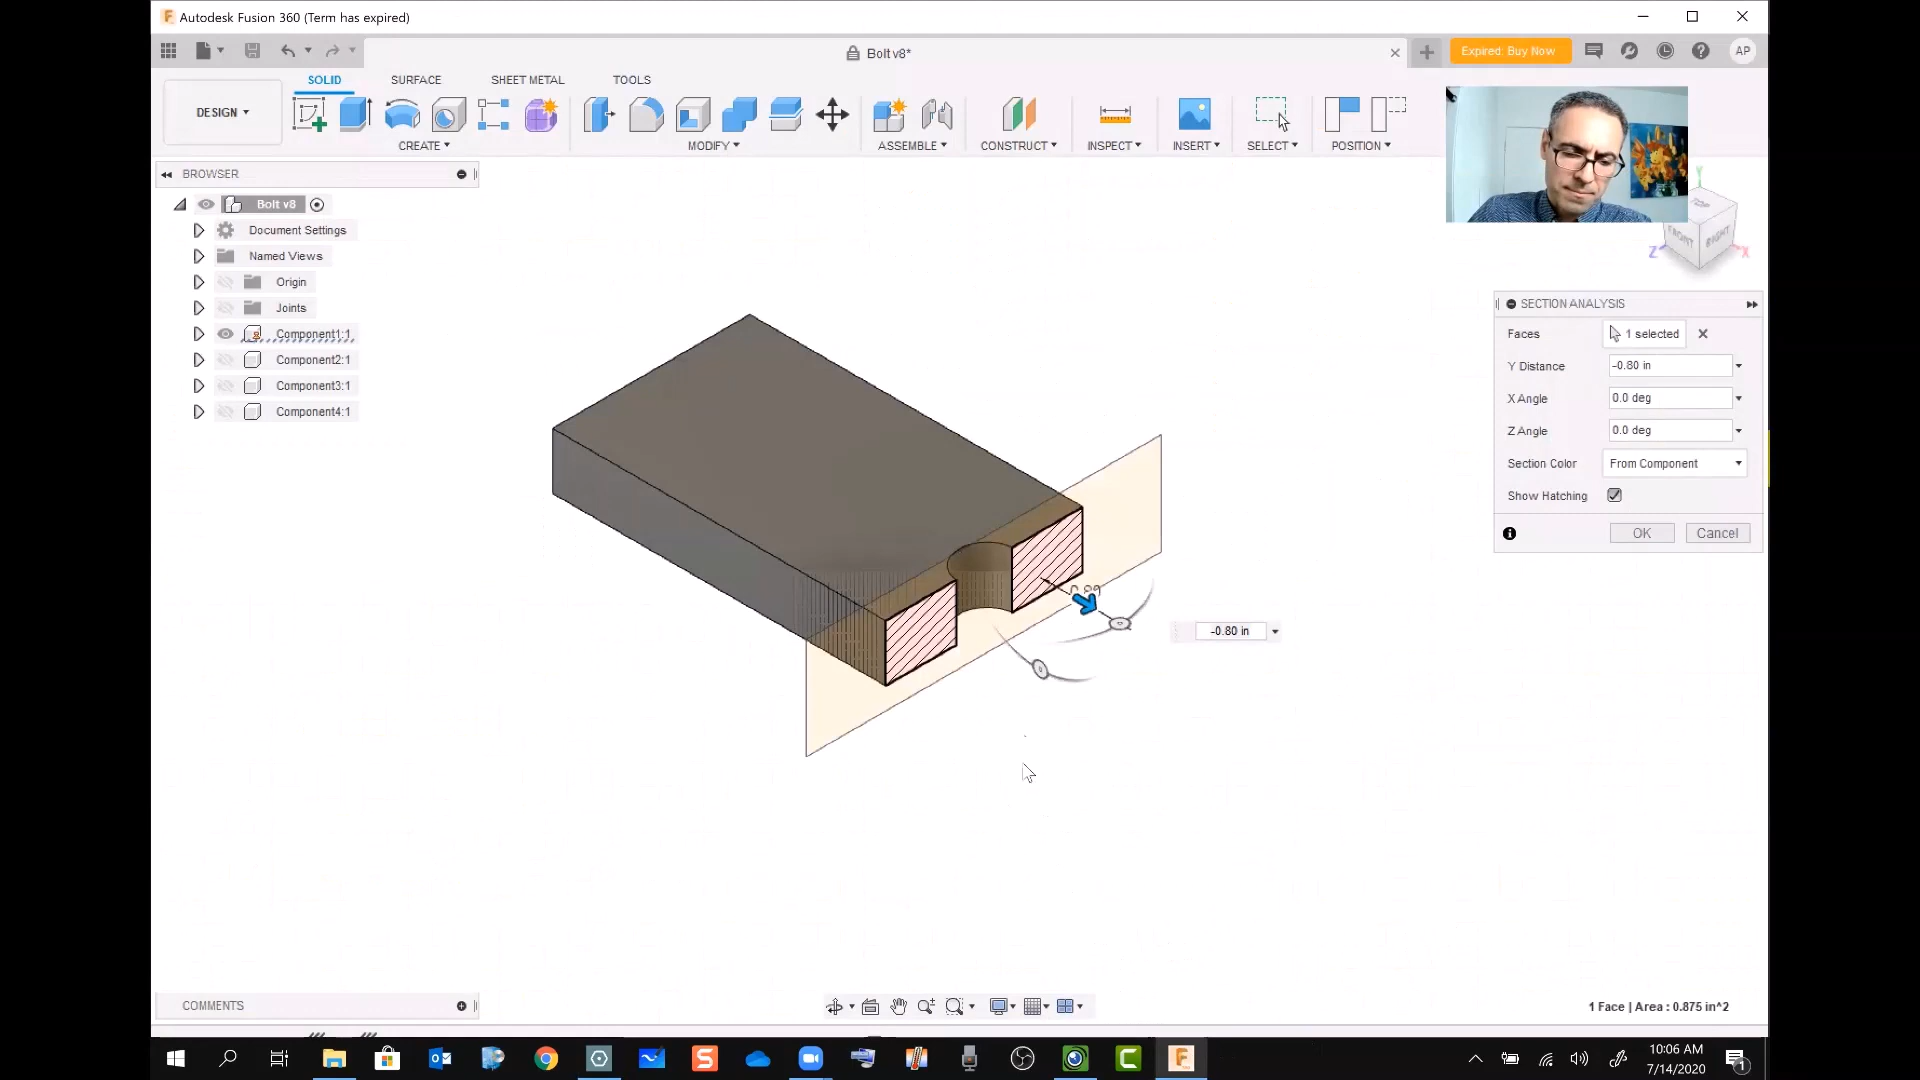 Autodesk Fusion 360 (Term has expired)
Bolt v8*
Expired: Buy Now
AP
DESIGN
SOLID
SURFACE
SHEET METAL
TOOLS
CREATE
MODIFY
ASSEMBLE
CONSTRUCT
INSPECT
INSERT
SELECT
POSITION
BROWSER
Bolt v8
Document Settings
Named Views
Origin
Joints
Component1:1
Component2:1
Component3:1
Component4:1
Y
FRONT
RIGHT
Z
X
SECTION ANALYSIS
Faces 1 selected
Y Distance -0.80 in
X Angle 0.0 deg
Z Angle 0.0 deg
Section Color From Component
Show Hatching
OK Cancel
-0.80 in
COMMENTS
1 Face | Area : 0.875 in^2
10:06 AM
7/14/2020
1